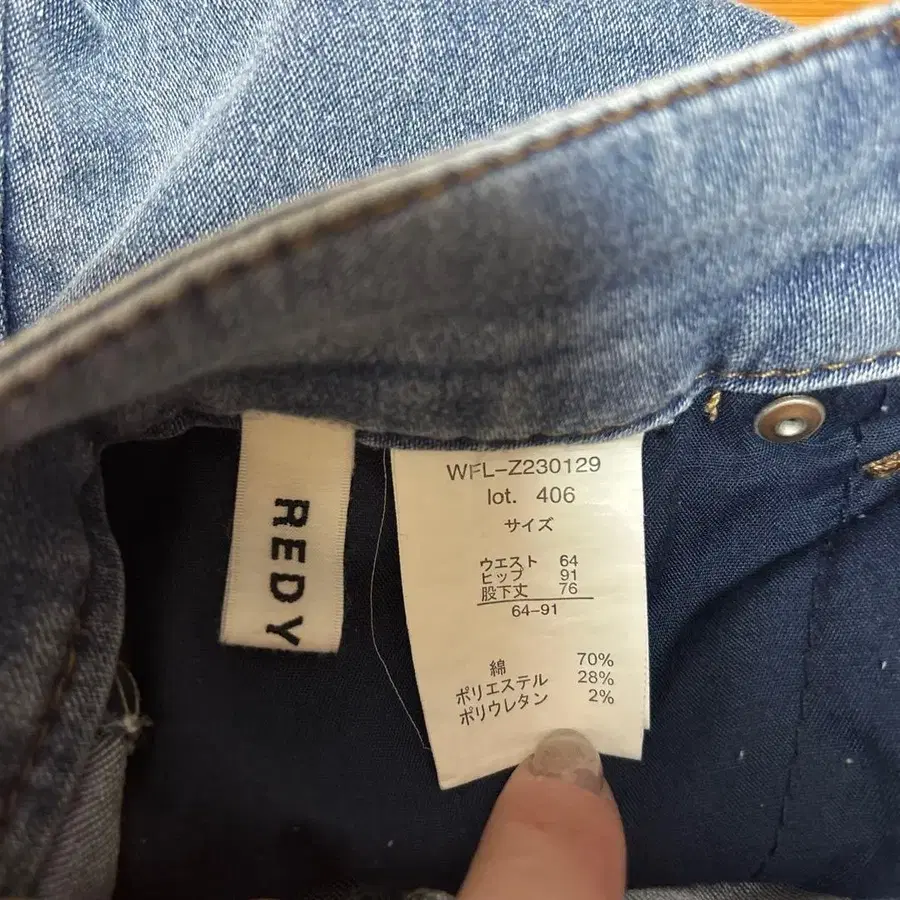 REDY
WFL-Z230129
lot. 406
サイズ
ウエスト 64
ヒップ 91
股下丈 76
64-91
綿 70%
ポリエステル 28%
ポリウレタン 2%